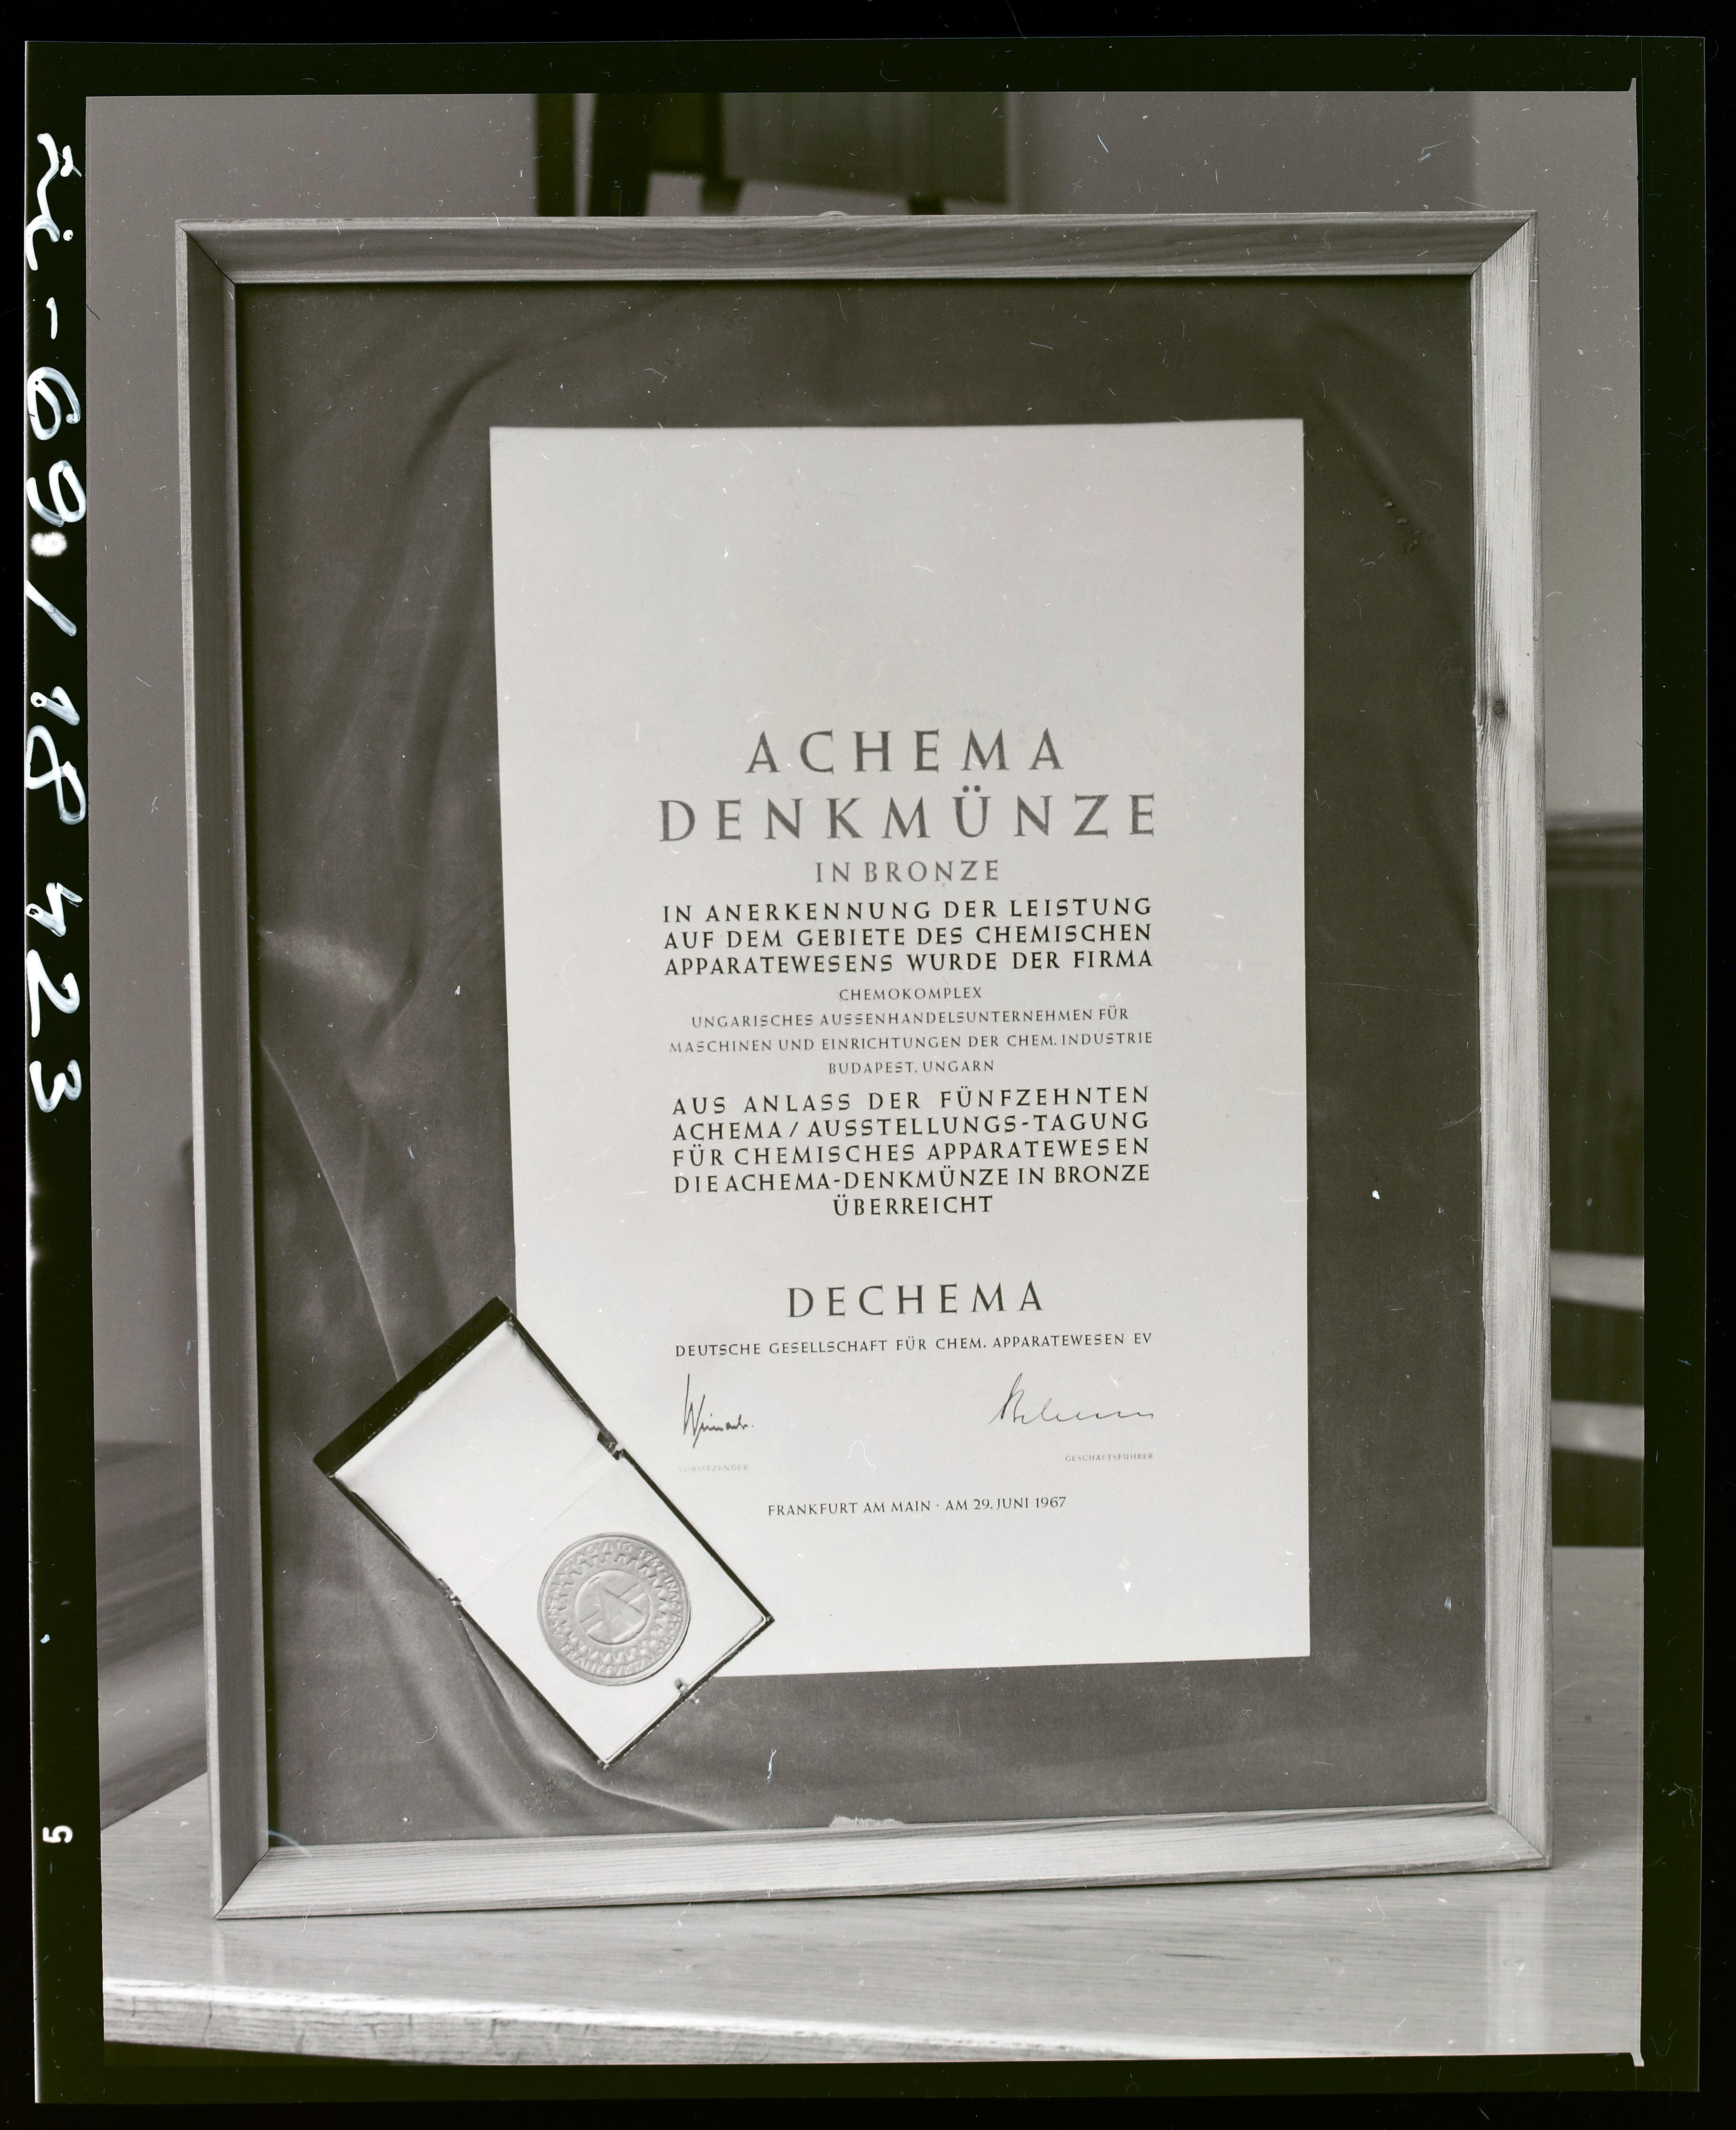 ACHEMA
DENKMÜNZE
IN BRONZE
IN ANERKENNUNG DER LEISTUNG
AUF DEM GEBIETE DES CHEMISCHEN
APPARATEWESENS WURDE DER FIRMA
CHEMOKOMPLEX
UNGARISCHES AUSSENHANDELSUNTERNEHMEN FÜR
MASCHINEN UND EINRICHTUNGEN DER CHEM. INDUSTRIE
BUDAPEST. UNGARN
AUS ANLASS DER FÜNFZEHNTEN
ACHEMA / AUSSTELLUNGS-TAGUNG
FÜR CHEMISCHES APPARATEWESEN
DIE ACHEMA-DENKMÜNZE IN BRONZE
ÜBERREICHT
DECHEMA
DEUTSCHE GESELLSCHAFT FÜR CHEM. APPARATEWESEN EV
VORSITZENDER
GESCHÄFTSFÜHRER
FRANKFURT AM MAIN · AM 29. JUNI 1967
5